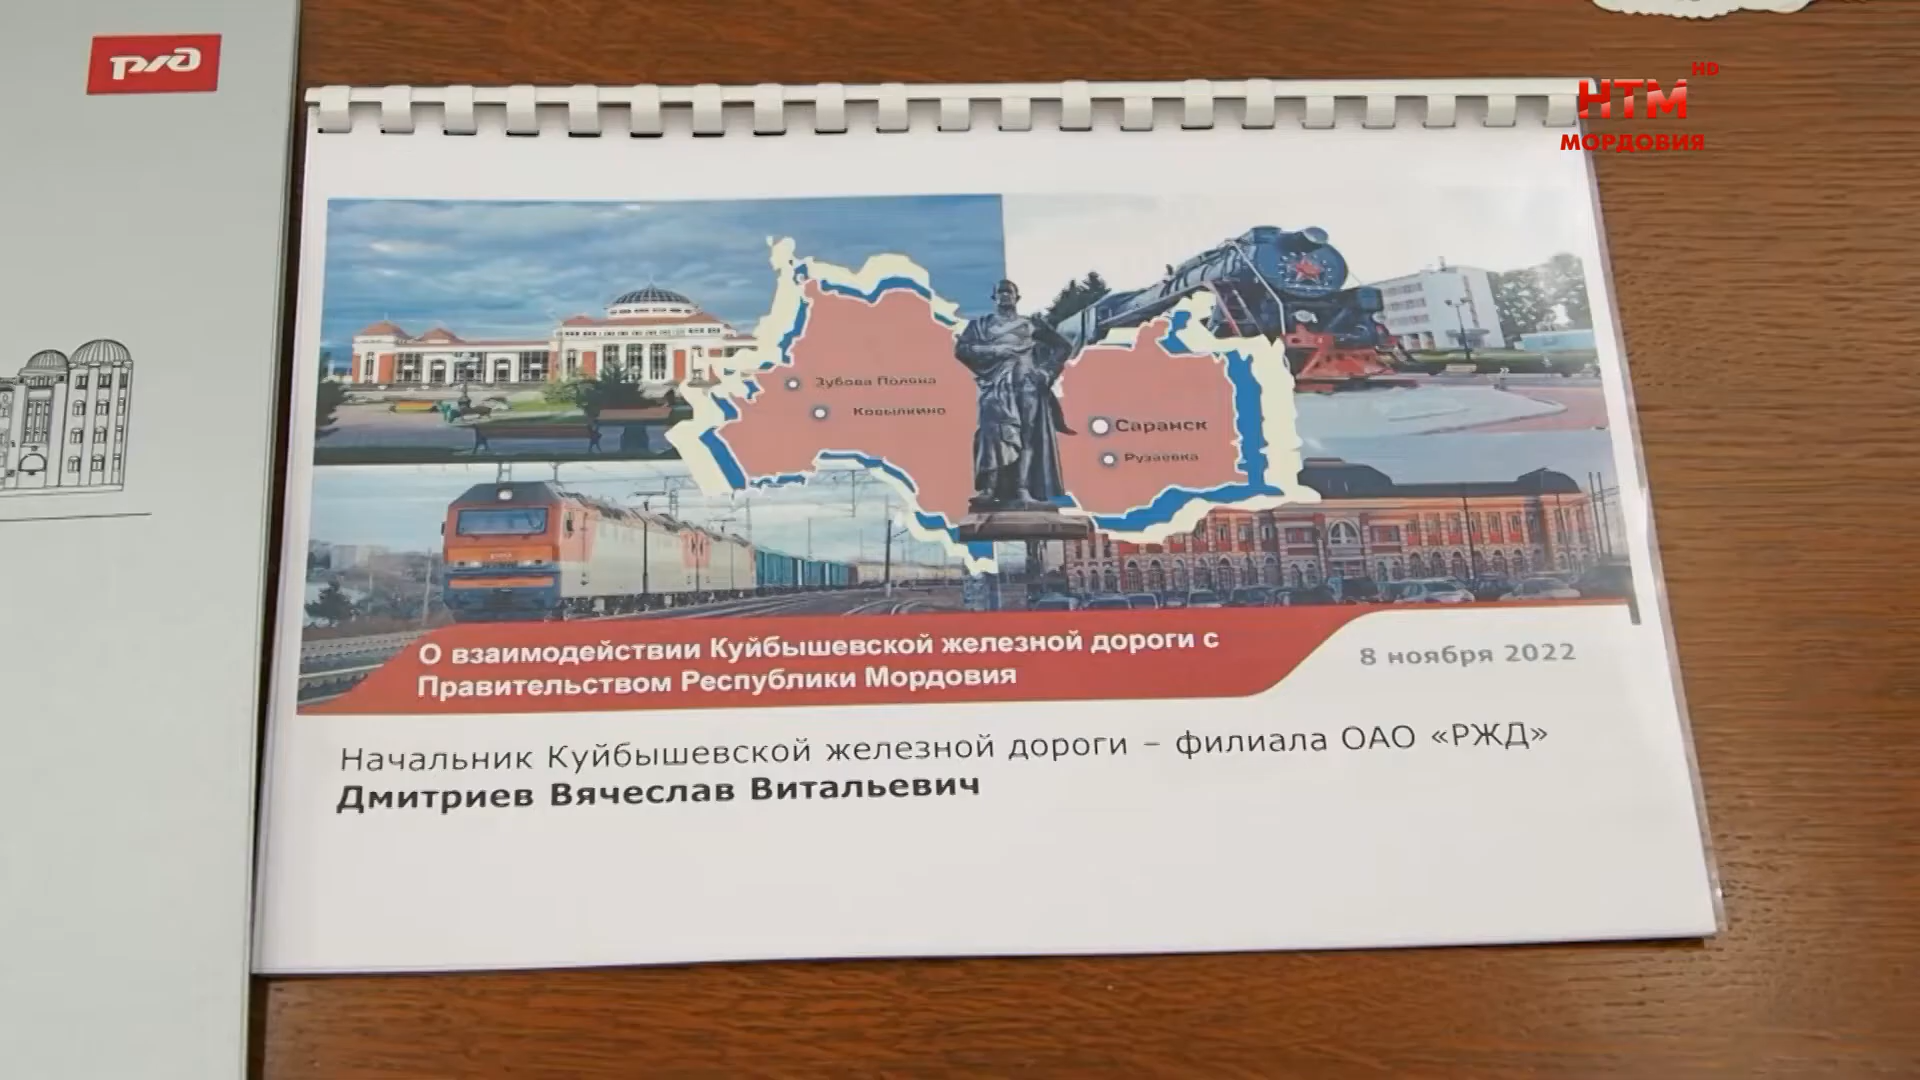 РЖД
HD
НТМ
МОРДОВИЯ
Зубова Поляна
Ковылкино
Саранск
Рузаевка
О взаимодействии Куйбышевской железной дороги с
Правительством Республики Мордовия
8 ноября 2022
Начальник Куйбышевской железной дороги – филиала ОАО «РЖД»
Дмитриев Вячеслав Витальевич